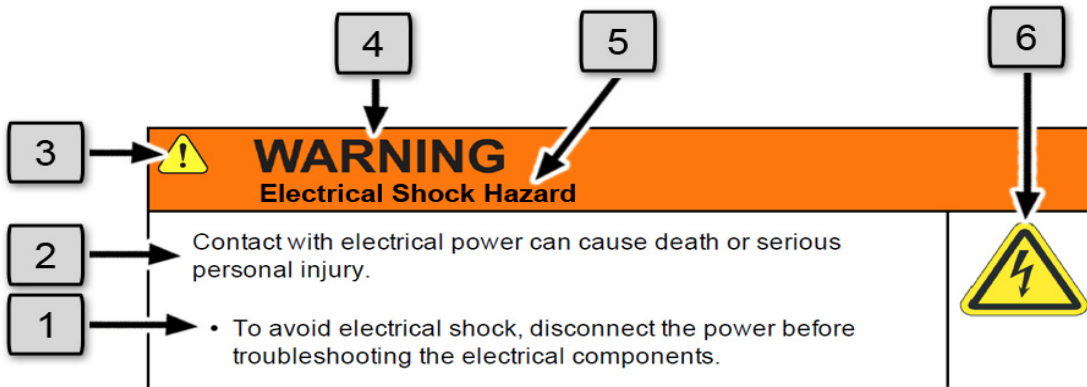 4
5
6
3
WARNING
Electrical Shock Hazard
2
Contact with electrical power can cause death or serious
personal injury.
1
• To avoid electrical shock, disconnect the power before
troubleshooting the electrical components.